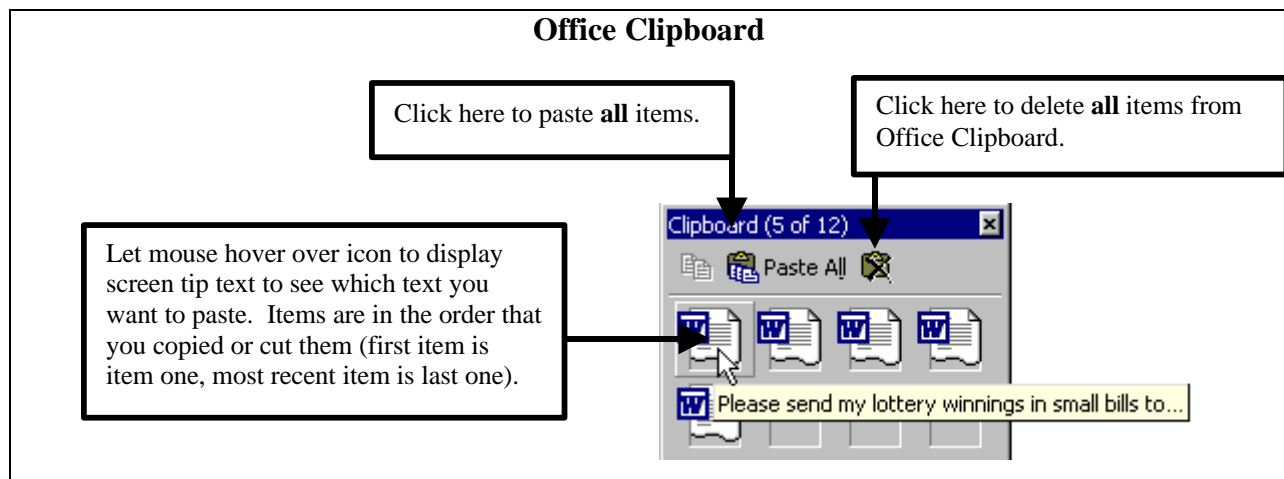 Office Clipboard
Click here to paste all items.
Click here to delete all items from
Office Clipboard.
Let mouse hover over icon to display
screen tip text to see which text you
want to paste.  Items are in the order that
you copied or cut them (first item is
item one, most recent item is last one).
Clipboard (5 of 12)
Paste All
W W W W
W Please send my lottery winnings in small bills to...